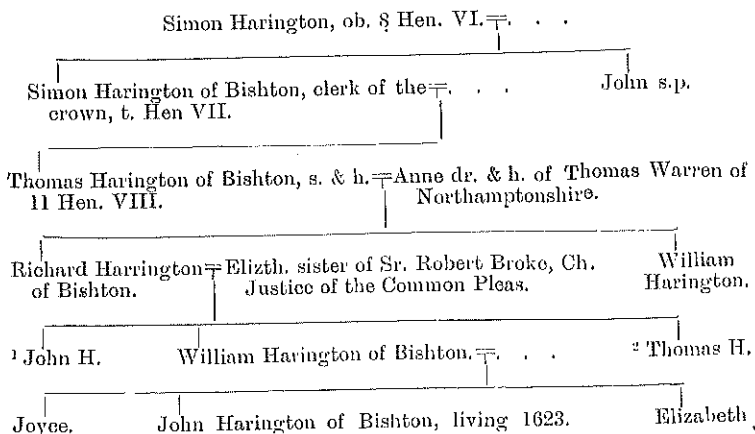 Simon Harington, ob. 8 Hen. VI. . . .
Simon Harington of Bishton, clerk of the . . . John s.p.
crown, t. Hen VII.
Thomas Harington of Bishton, s. & h. Anne dr. & h. of Thomas Warren of
11 Hen. VIII. Northamptonshire.
Richard Harrington Elizth. sister of Sr. Robert Broke, Ch. William
of Bishton. Justice of the Common Pleas. Harington.
¹ John H. William Harington of Bishton. . . . ² Thomas H.
Joyce. John Harington of Bishton, living 1623. Elizabeth